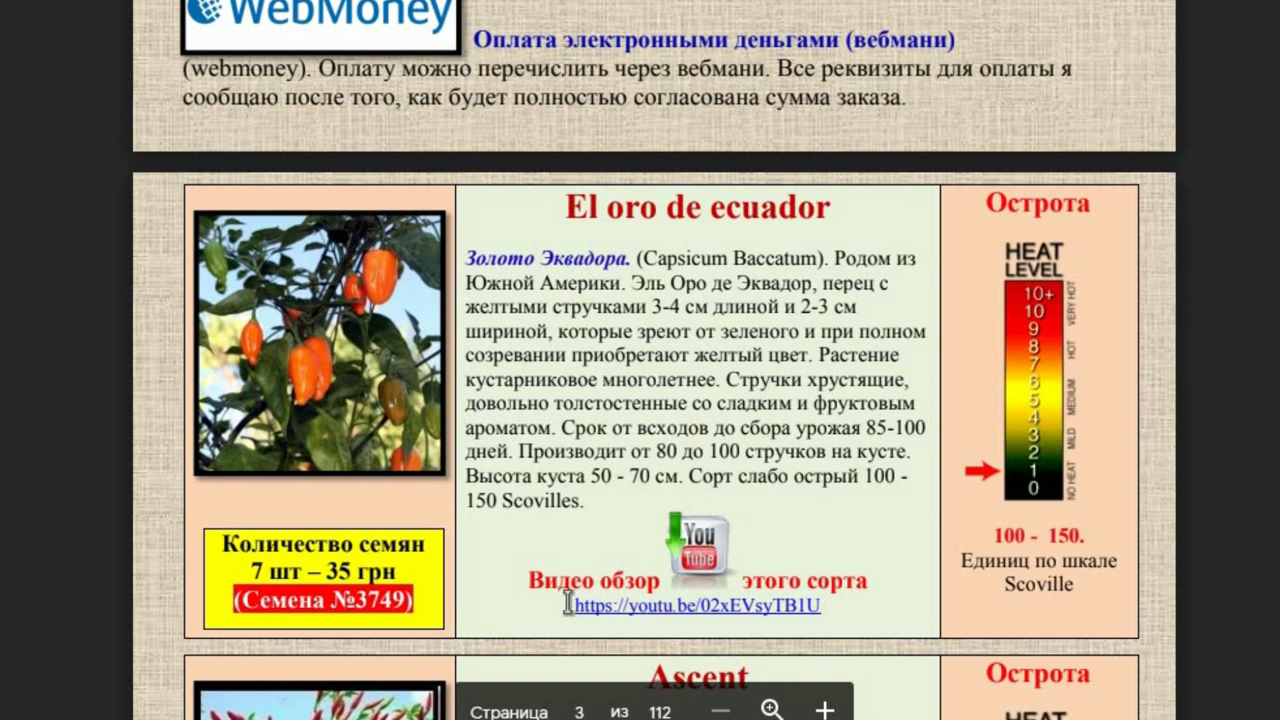 WebMoney
Оплата электронными деньгами (вебмани)
(webmoney). Оплату можно перечислить через вебмани. Все реквизиты для оплаты я
сообщаю после того, как будет полностью согласована сумма заказа.
El oro de ecuador
Золото Эквадора. (Capsicum Baccatum). Родом из
Южной Америки. Эль Оро де Эквадор, перец с
желтыми стручками 3-4 см длиной и 2-3 см
шириной, которые зреют от зеленого и при полном
созревании приобретают желтый цвет. Растение
кустарниковое многолетнее. Стручки хрустящие,
довольно толстостенные со сладким и фруктовым
ароматом. Срок от всходов до сбора урожая 85-100
дней. Производит от 80 до 100 стручков на кусте.
Высота куста 50 - 70 см. Сорт слабо острый 100 -
150 Scovilles.
You
Tube
Видео обзор этого сорта
https://youtu.be/02xEVsyTB1U
Количество семян
7 шт – 35 грн
(Семена №3749)
Острота
HEAT
LEVEL
10+
10
9
8
7
6
5
4
3
2
1
0
VERY HOT
HOT
MEDIUM
MILD
NO HEAT
100 - 150.
Единиц по шкале
Scoville
Ascent
Острота
HEAT
Страница 3 из 112